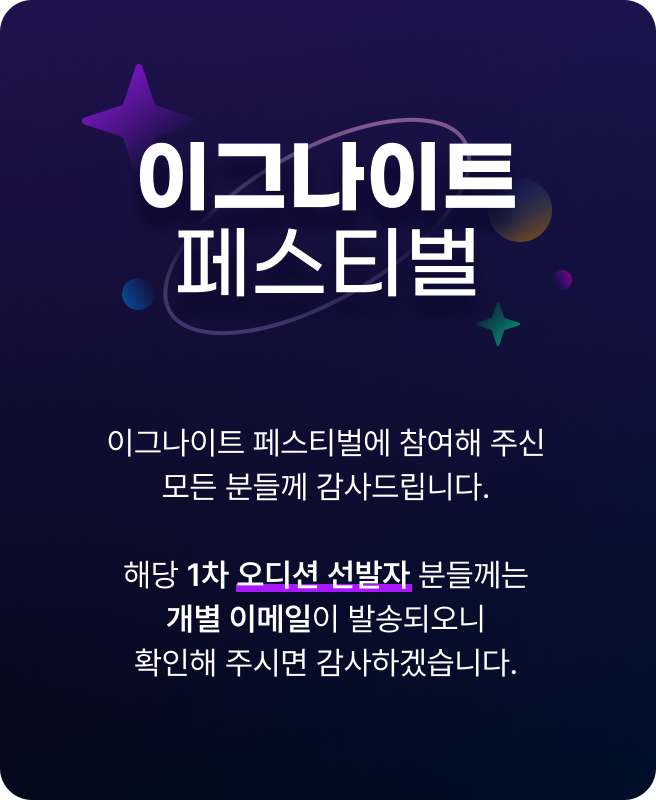 이그나이트
페스티벌
이그나이트 페스티벌에 참여해 주신
모든 분들께 감사드립니다.
해당 1차 오디션 선발자 분들께는
개별 이메일이 발송되오니
확인해 주시면 감사하겠습니다.